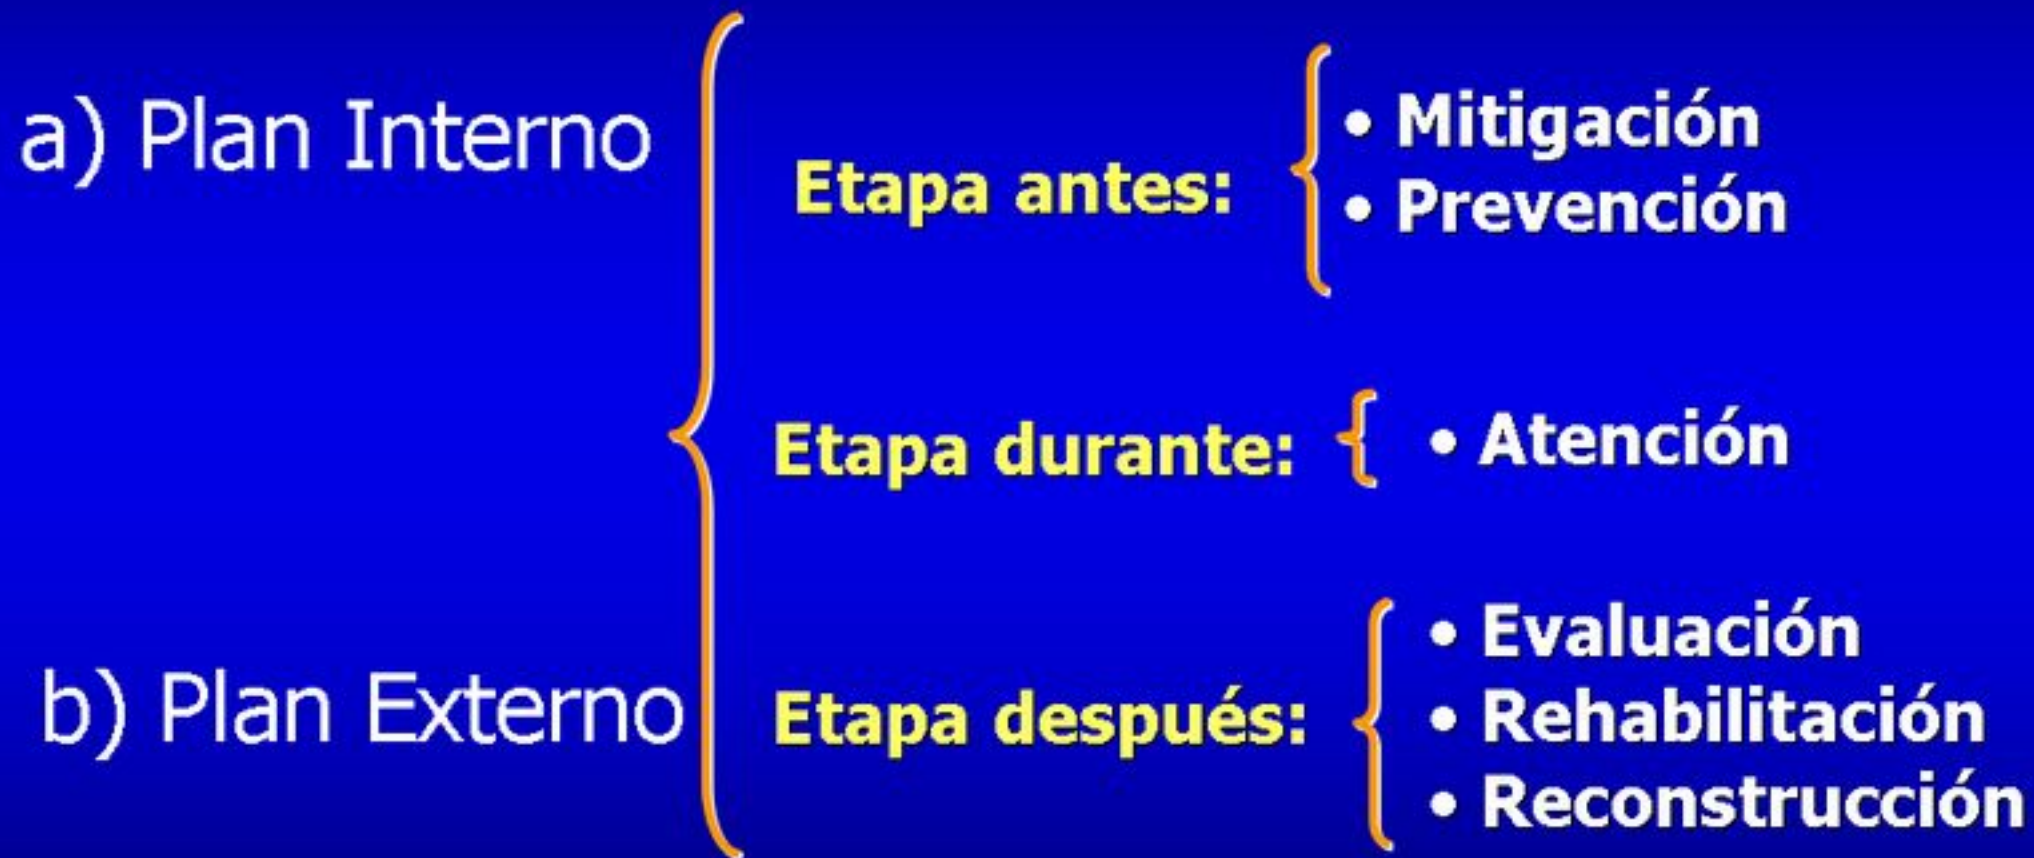 a) Plan Interno
Etapa antes:
• Mitigación
• Prevención
Etapa durante:
• Atención
b) Plan Externo
Etapa después:
• Evaluación
• Rehabilitación
• Reconstrucción